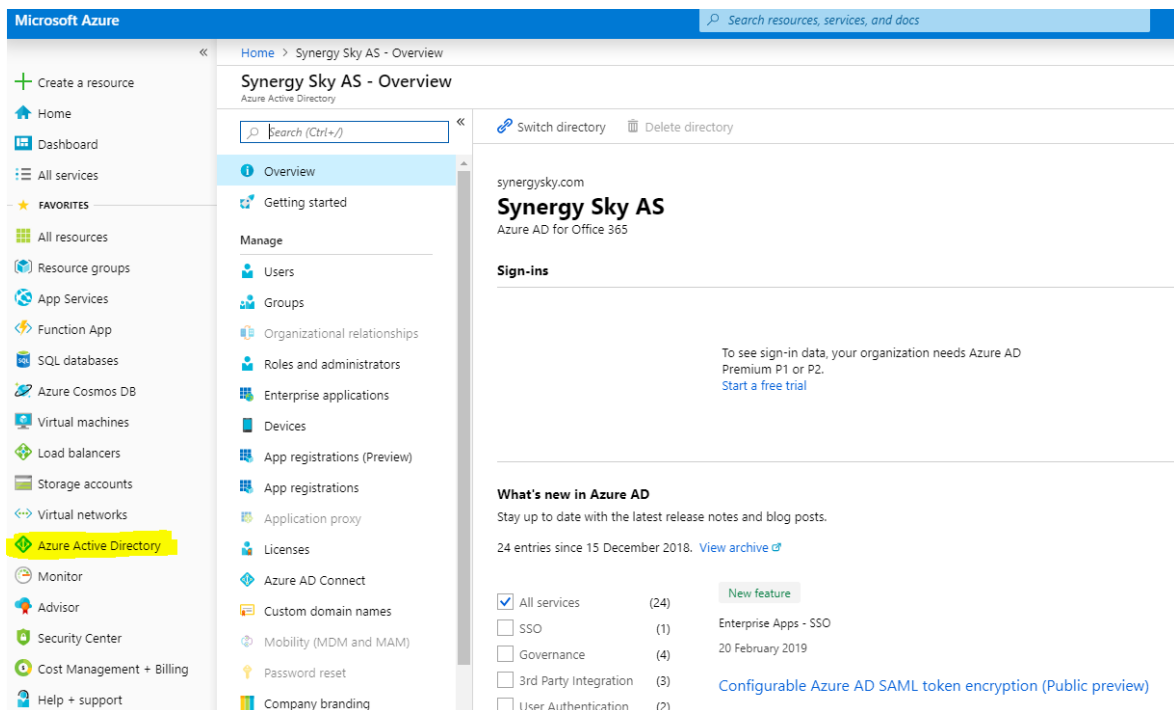 Microsoft Azure
Search resources, services, and docs
Create a resource
Home
Dashboard
All services
FAVORITES
All resources
Resource groups
App Services
Function App
SQL databases
Azure Cosmos DB
Virtual machines
Load balancers
Storage accounts
Virtual networks
Azure Active Directory
Monitor
Advisor
Security Center
Cost Management + Billing
Help + support
Home > Synergy Sky AS - Overview
Synergy Sky AS - Overview
Azure Active Directory
Search (Ctrl+/)
Overview
Getting started
Manage
Users
Groups
Organizational relationships
Roles and administrators
Enterprise applications
Devices
App registrations (Preview)
App registrations
Application proxy
Licenses
Azure AD Connect
Custom domain names
Mobility (MDM and MAM)
Password reset
Company branding
Switch directory Delete directory
synergysky.com
Synergy Sky AS
Azure AD for Office 365
Sign-ins
To see sign-in data, your organization needs Azure AD
Premium P1 or P2.
Start a free trial
What's new in Azure AD
Stay up to date with the latest release notes and blog posts.
24 entries since 15 December 2018. View archive
All services (24)
SSO (1)
Governance (4)
3rd Party Integration (3)
User Authentication (2)
New feature
Enterprise Apps - SSO
20 February 2019
Configurable Azure AD SAML token encryption (Public preview)